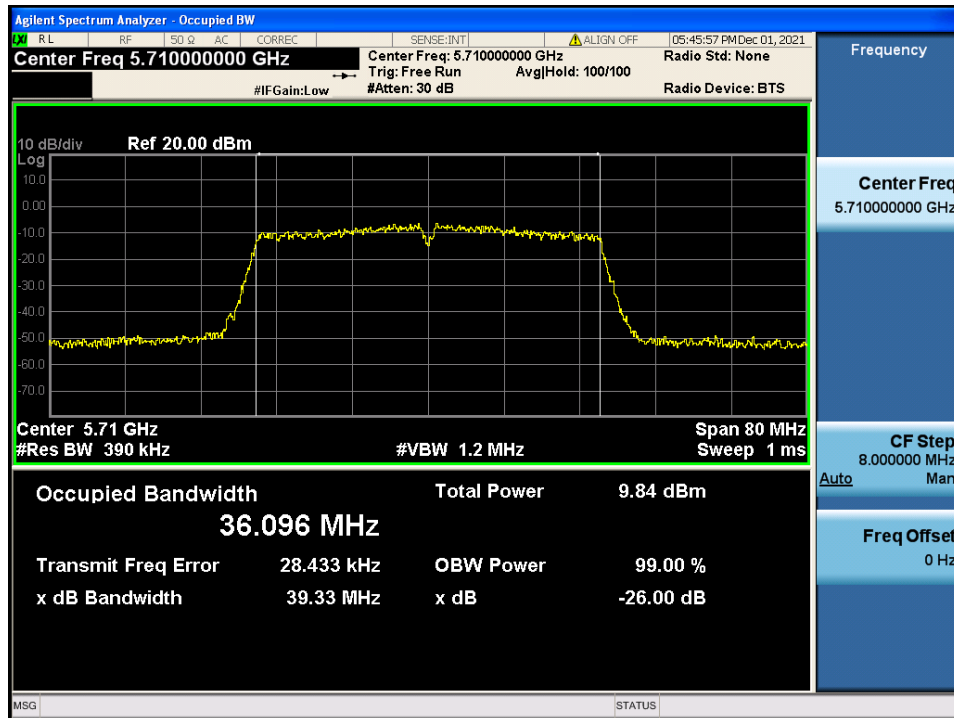 Agilent Spectrum Analyzer - Occupied BW
LXI RL RF 50 Ω AC CORREC SENSE:INT ALIGN OFF 05:45:57 PM Dec 01, 2021
Center Freq 5.710000000 GHz
#IFGain:Low
Center Freq: 5.710000000 GHz
Trig: Free Run Avg|Hold: 100/100
#Atten: 30 dB
Radio Std: None
Radio Device: BTS
10 dB/div Ref 20.00 dBm
Log
10.0
0.00
-10.0
-20.0
-30.0
-40.0
-50.0
-60.0
-70.0
Center 5.71 GHz Span 80 MHz
#Res BW 390 kHz #VBW 1.2 MHz Sweep 1 ms
Occupied Bandwidth Total Power 9.84 dBm
36.096 MHz
Transmit Freq Error 28.433 kHz OBW Power 99.00 %
x dB Bandwidth 39.33 MHz x dB -26.00 dB
Frequency
Center Freq
5.710000000 GHz
CF Step
8.000000 MHz
Auto Man
Freq Offset
0 Hz
MSG STATUS